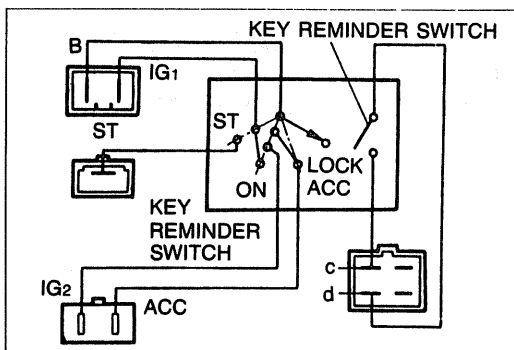 KEY REMINDER SWITCH
B
IG1
ST
ST
LOCK
ON
ACC
KEY
REMINDER
SWITCH
c
d
IG2
ACC